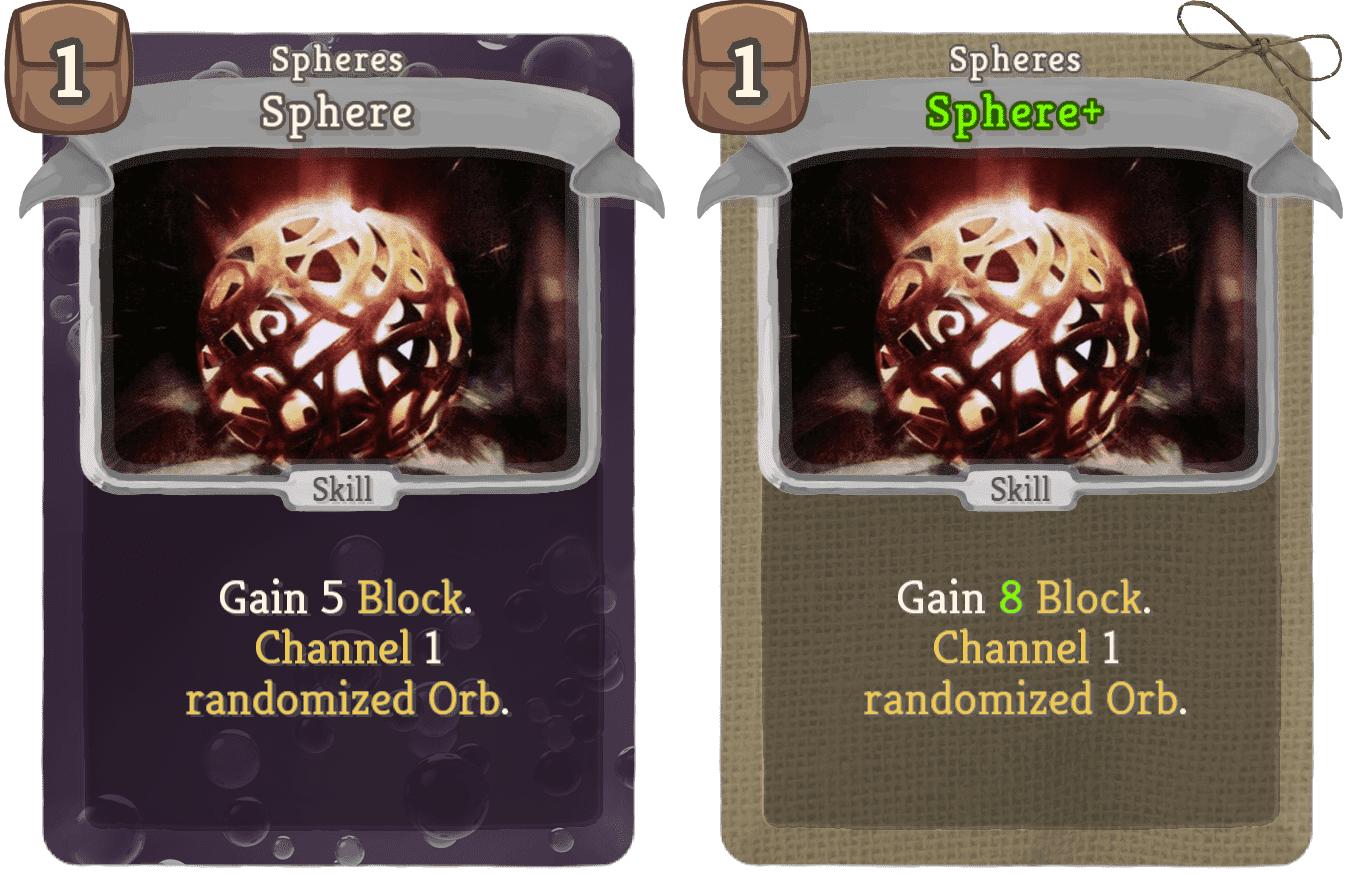 1
Spheres
Sphere
Skill
Gain 5 Block.
Channel 1
randomized Orb.
1
Spheres
Sphere+
Skill
Gain 8 Block.
Channel 1
randomized Orb.